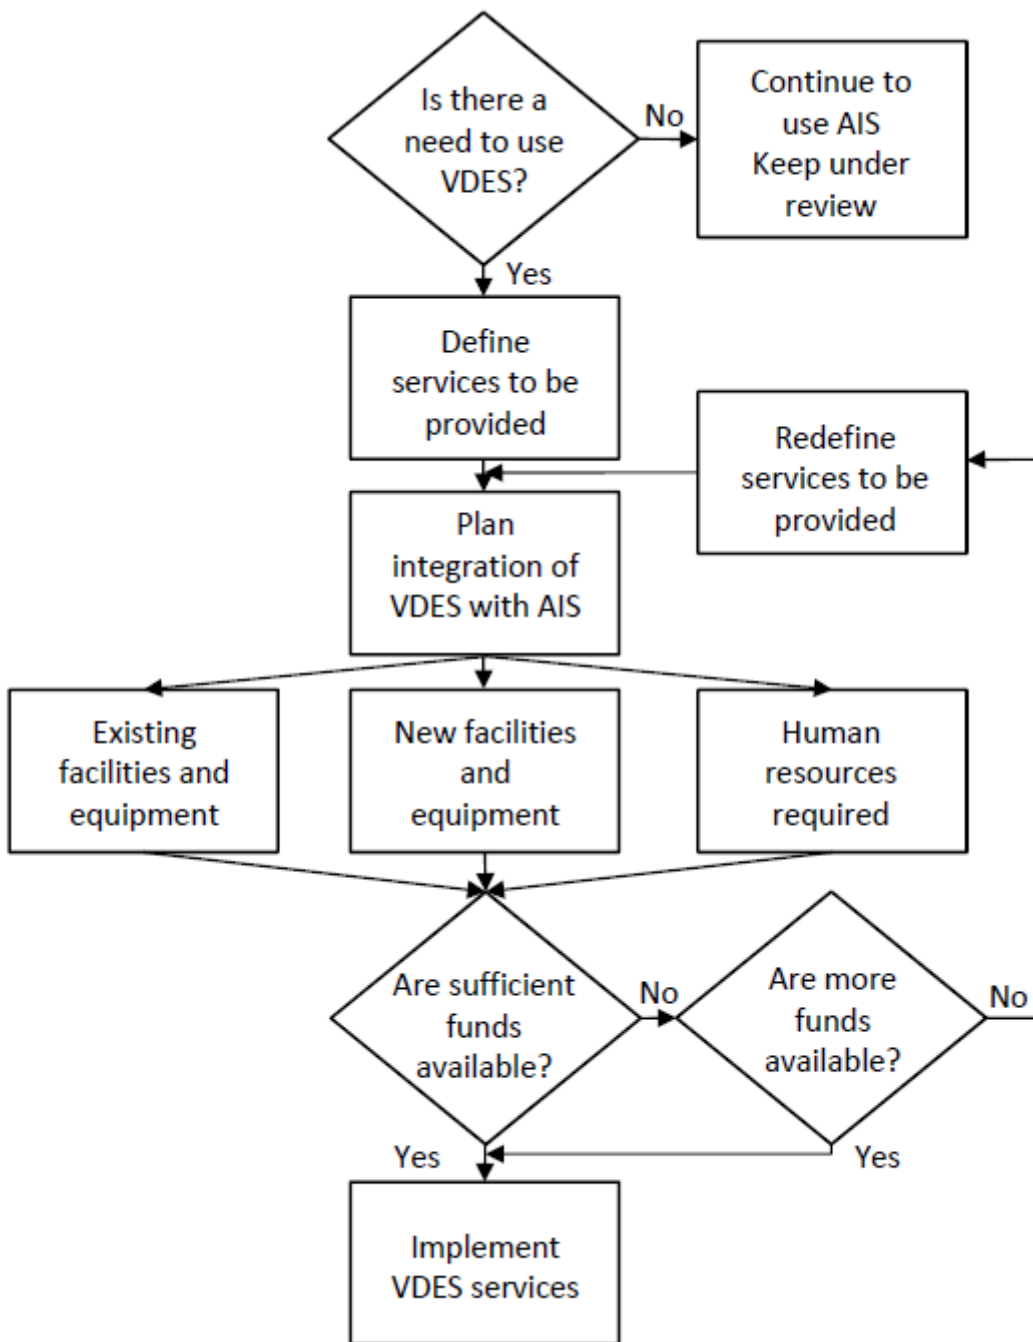 Is there a
need to use
VDES?
No
Continue to
use AIS
Keep under
review
Yes
Define
services to be
provided
Redefine
services to be
provided
Plan
integration of
VDES with AIS
Existing
facilities and
equipment
New facilities
and
equipment
Human
resources
required
Are sufficient
funds
available?
No
Are more
funds
available?
No
Yes
Yes
Implement
VDES services